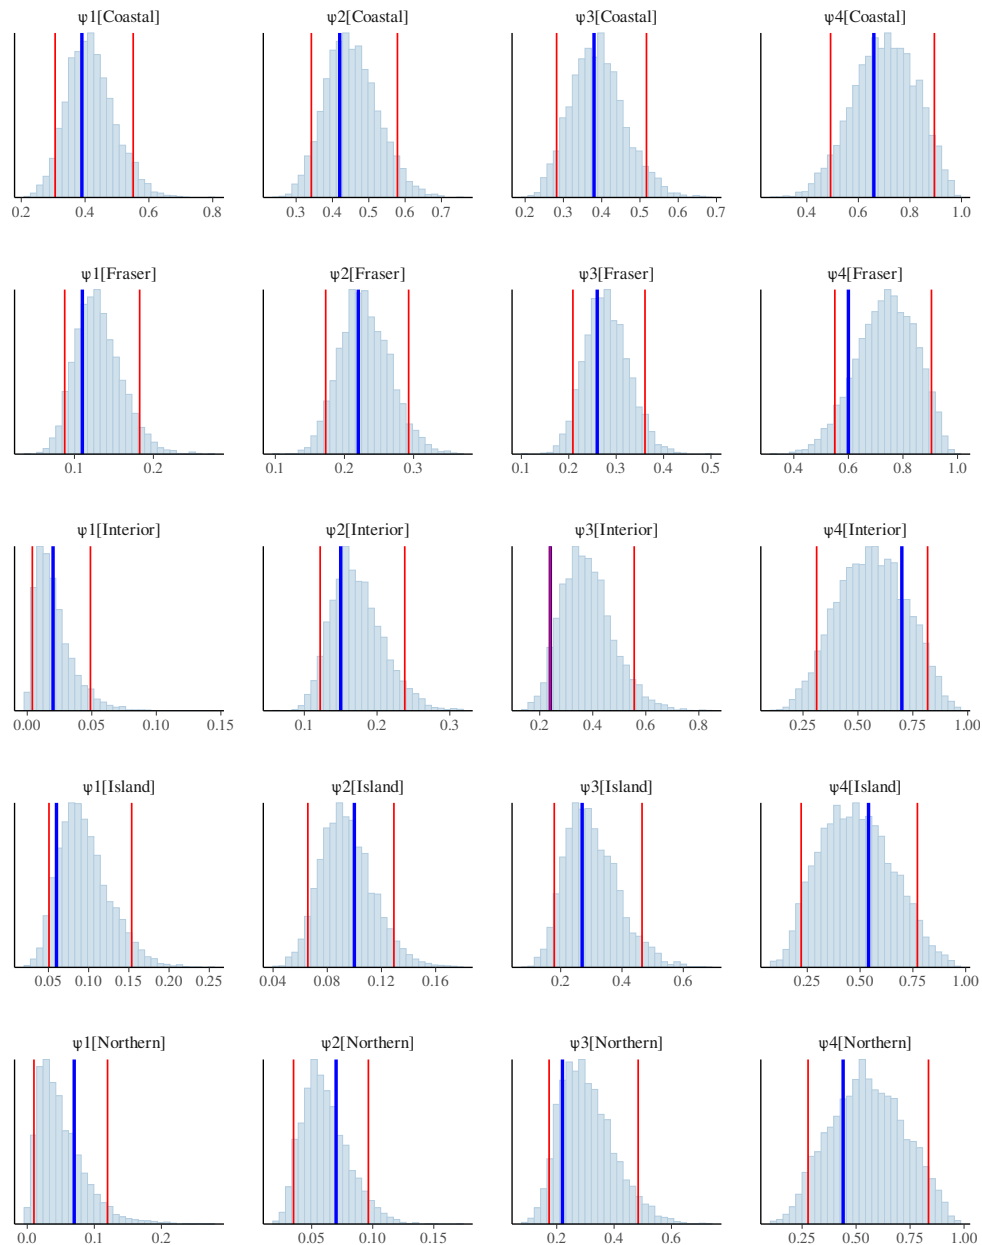 ψ1[Coastal] ψ2[Coastal] ψ3[Coastal] ψ4[Coastal]
0.2 0.4 0.6 0.8 0.3 0.4 0.5 0.6 0.7 0.2 0.3 0.4 0.5 0.6 0.7 0.4 0.6 0.8 1.0
ψ1[Fraser] ψ2[Fraser] ψ3[Fraser] ψ4[Fraser]
0.1 0.2 0.1 0.2 0.3 0.1 0.2 0.3 0.4 0.5 0.4 0.6 0.8 1.0
ψ1[Interior] ψ2[Interior] ψ3[Interior] ψ4[Interior]
0.00 0.05 0.10 0.15 0.1 0.2 0.3 0.2 0.4 0.6 0.8 0.25 0.50 0.75 1.00
ψ1[Island] ψ2[Island] ψ3[Island] ψ4[Island]
0.05 0.10 0.15 0.20 0.25 0.04 0.08 0.12 0.16 0.2 0.4 0.6 0.25 0.50 0.75 1.00
ψ1[Northern] ψ2[Northern] ψ3[Northern] ψ4[Northern]
0.0 0.1 0.2 0.05 0.10 0.15 0.2 0.4 0.6 0.25 0.50 0.75 1.00